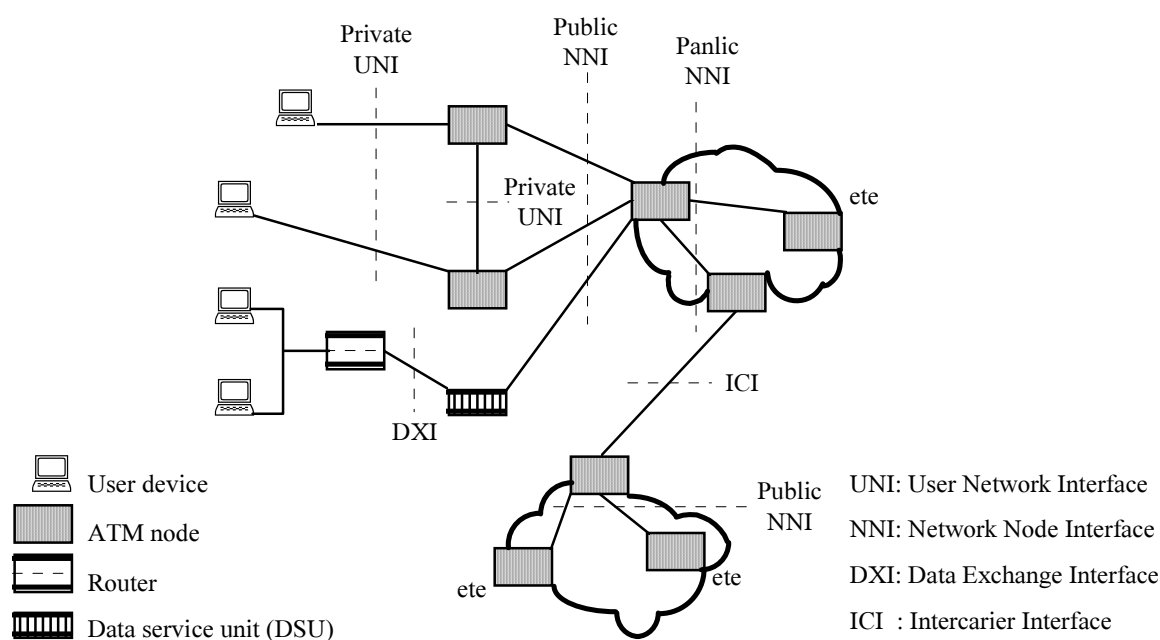 Private
UNI
Public
NNI
Panlic
NNI
Private
UNI
ete
DXI
ICI
Public
NNI
ete
ete
User device
ATM node
Router
Data service unit (DSU)
UNI: User Network Interface
NNI: Network Node Interface
DXI: Data Exchange Interface
ICI : Intercarier Interface